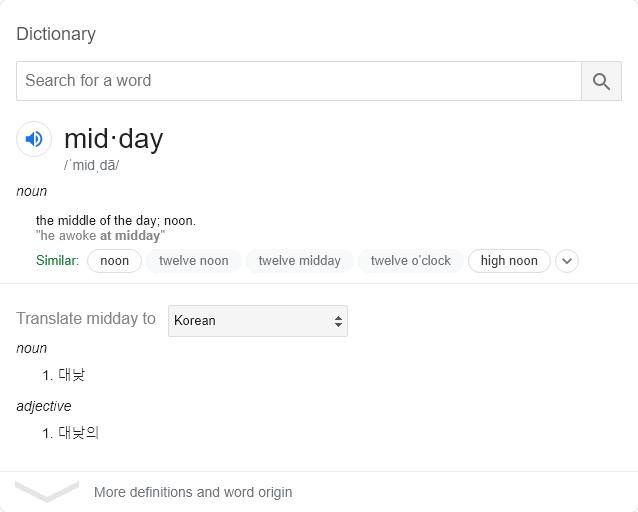 Dictionary
Search for a word
mid·day
/ˈmidˌdā/
noun
the middle of the day; noon.
"he awoke at midday"
Similar: noon twelve noon twelve midday twelve o'clock high noon
Translate midday to Korean
noun
1. 대낮
adjective
1. 대낮의
More definitions and word origin